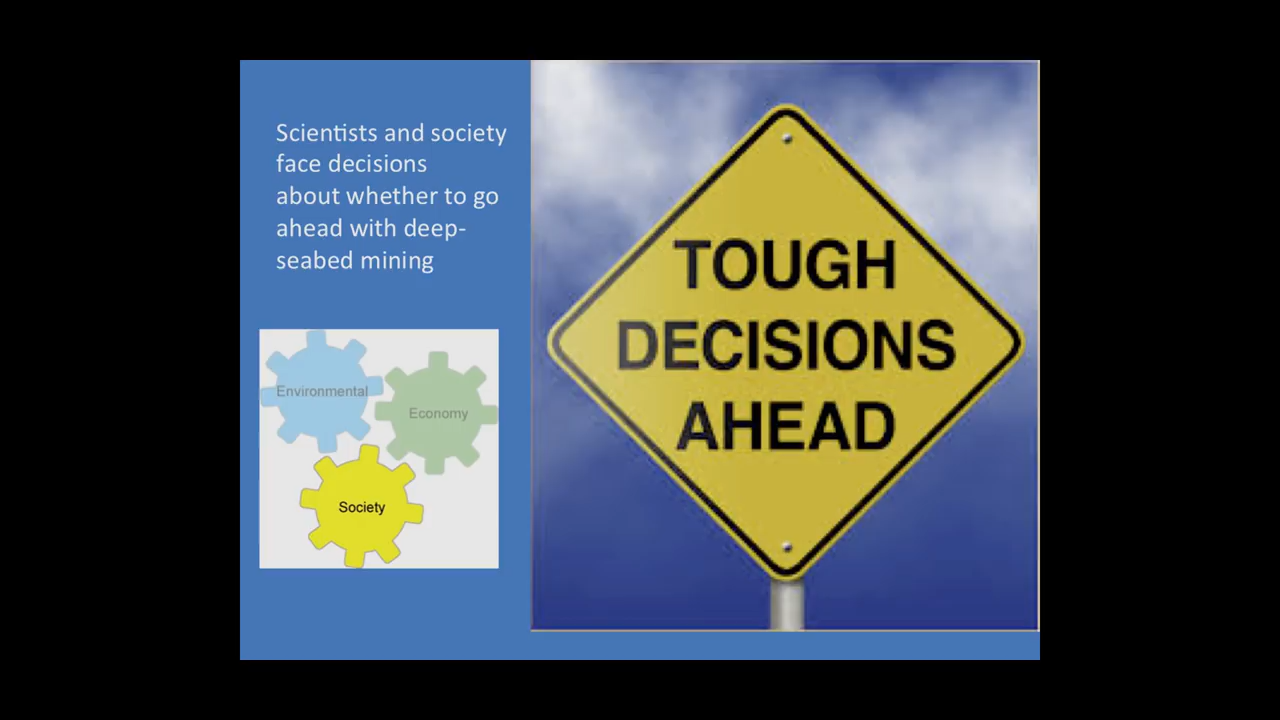 Scientists and society
face decisions
about whether to go
ahead with deep-
seabed mining
Environmental
Economy
Society
TOUGH
DECISIONS
AHEAD